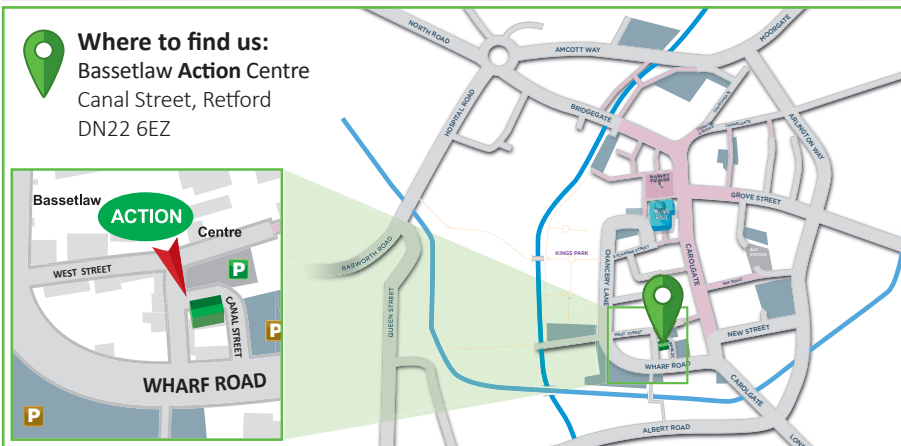 Where to find us:
Bassetlaw Action Centre
Canal Street, Retford
DN22 6EZ
NORTH ROAD
AMCOTT WAY
MOORGATE
HOSPITAL ROAD
BRIDGEGATE
ARLINGTON WAY
GROVE STREET
BABWORTH ROAD
KINGS PARK
CHANCERY LANE
CAROLGATE
QUEEN STREET
WEST STREET
NEW STREET
WHARF ROAD
CAROLGATE
ALBERT ROAD
Bassetlaw
ACTION
Centre
WEST STREET
P
CANAL STREET
P
WHARF ROAD
P